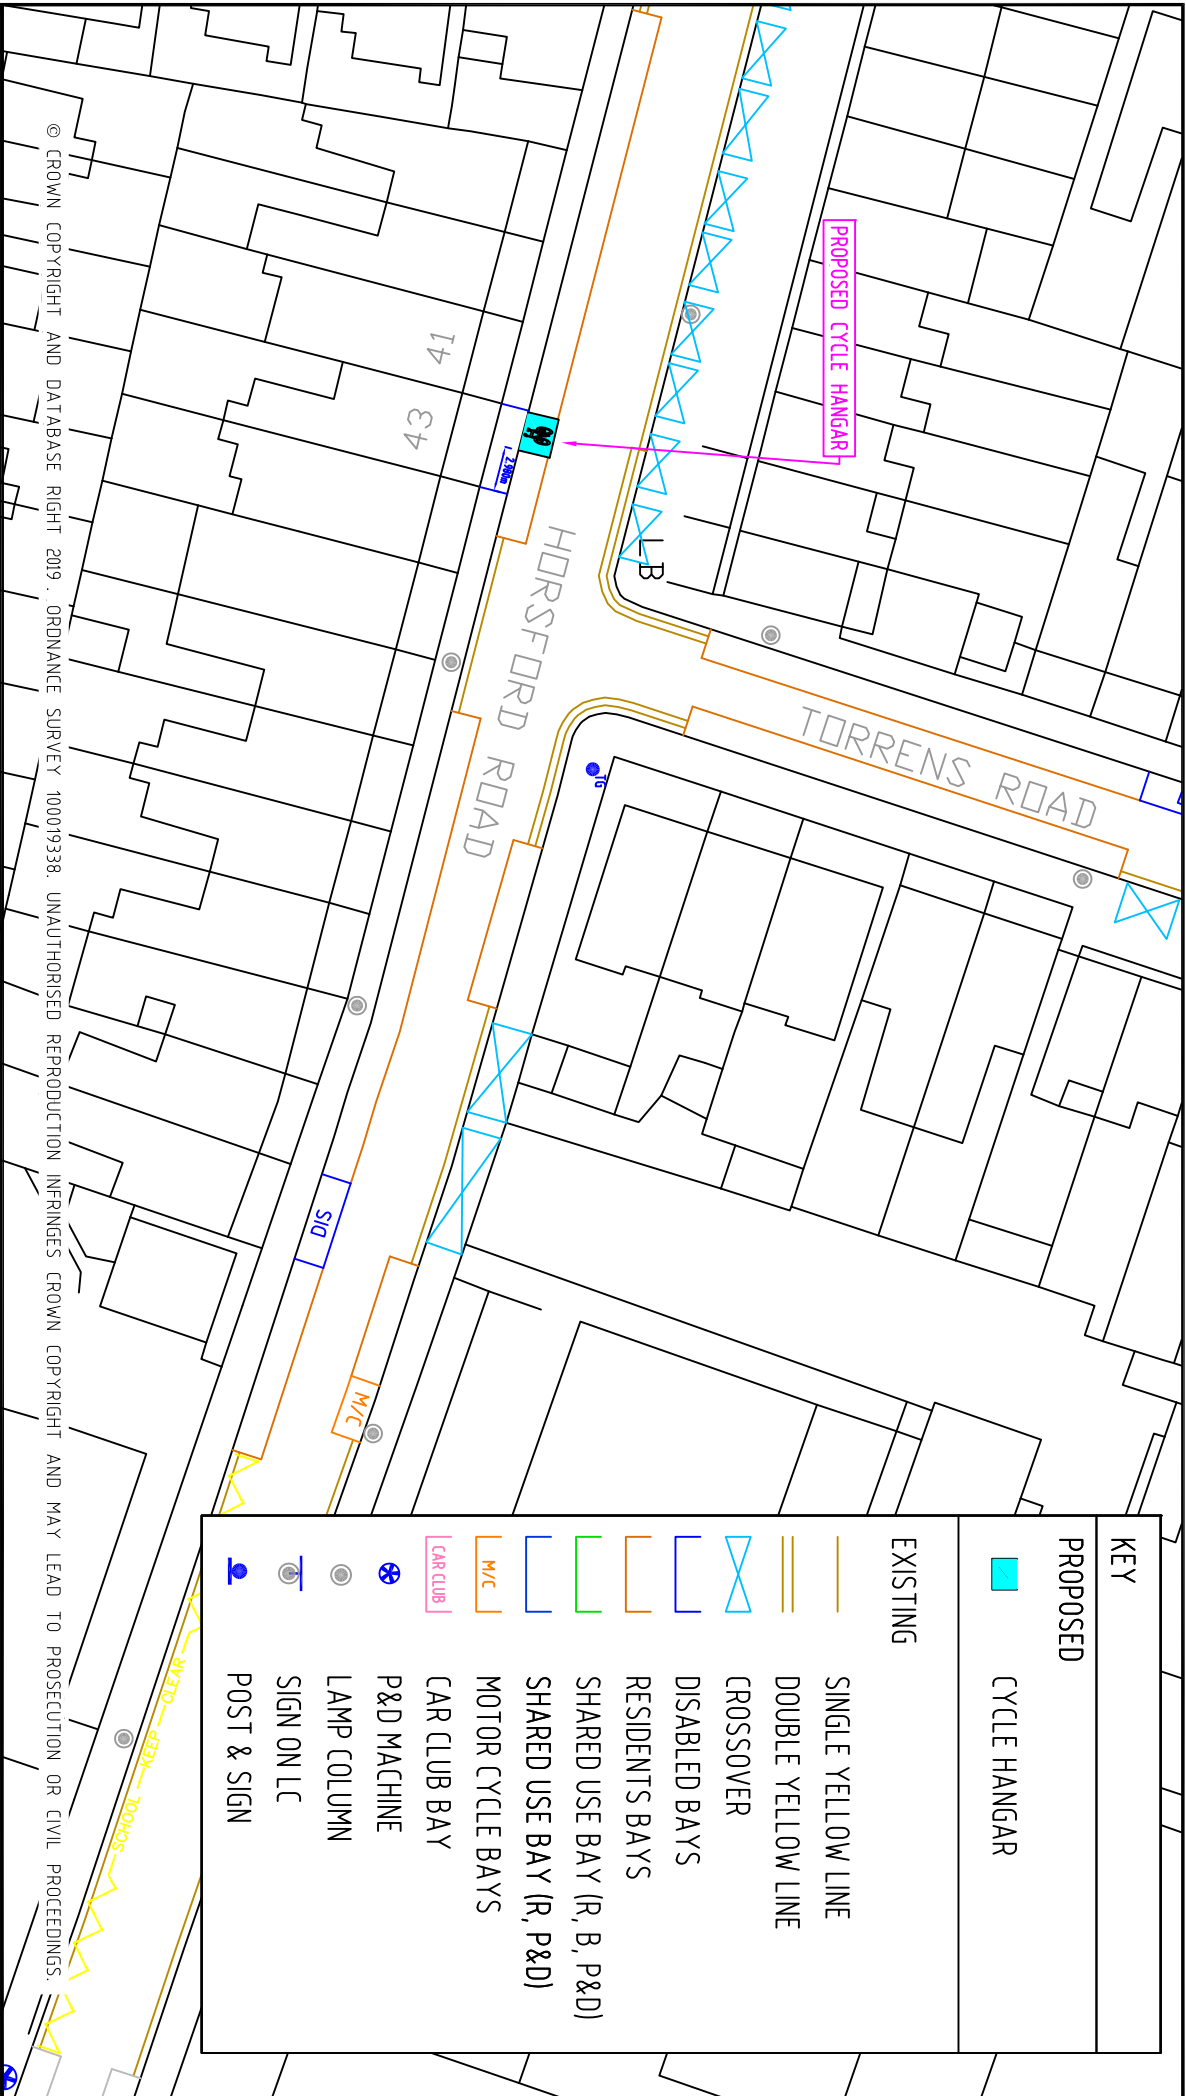 PROPOSED CYCLE HANGAR
41
43
2.980m
LB
HORSFORD ROAD
TORRENS ROAD
TG
DIS
M/C
SCHOOL KEEP CLEAR
KEY
PROPOSED
CYCLE HANGAR
EXISTING
SINGLE YELLOW LINE
DOUBLE YELLOW LINE
CROSSOVER
DISABLED BAYS
RESIDENTS BAYS
SHARED USE BAY (R, B, P&D)
SHARED USE BAY (R, P&D)
M/C MOTOR CYCLE BAYS
CAR CLUB CAR CLUB BAY
P&D MACHINE
LAMP COLUMN
SIGN ON LC
POST & SIGN
© CROWN COPYRIGHT AND DATABASE RIGHT 2019 . ORDNANCE SURVEY 100019338. UNAUTHORISED REPRODUCTION INFRINGES CROWN COPYRIGHT AND MAY LEAD TO PROSECUTION OR CIVIL PROCEEDINGS.